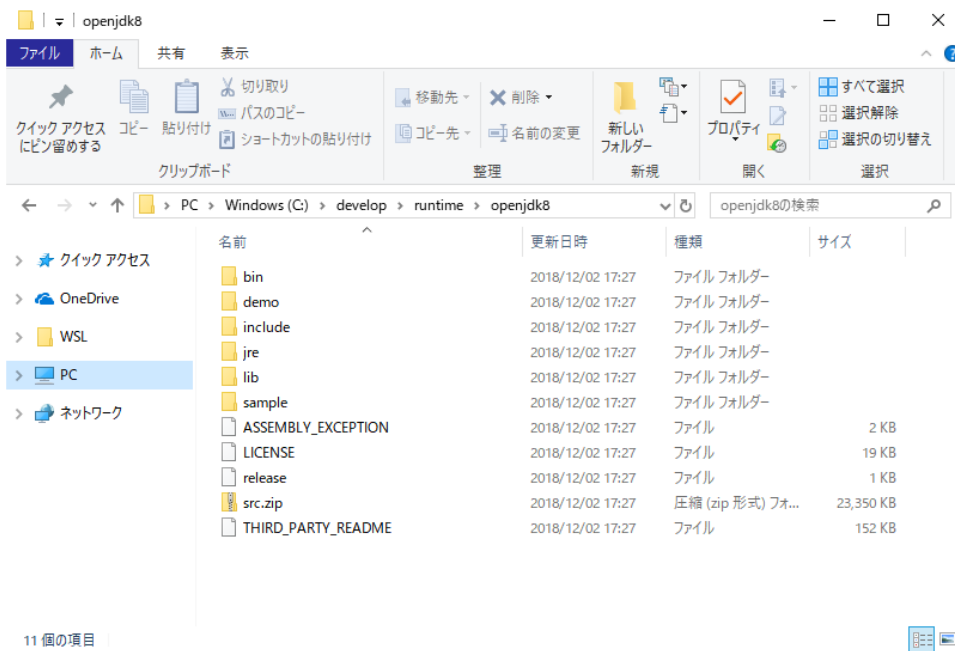 openjdk8
ファイル ホーム 共有 表示
クイック アクセス
にピン留めする
コピー
貼り付け
切り取り
パスのコピー
ショートカットの貼り付け
クリップボード
移動先
コピー先
削除
名前の変更
整理
新しい
フォルダー
新規
プロパティ
開く
すべて選択
選択解除
選択の切り替え
選択
PC › Windows (C:) › develop › runtime › openjdk8
openjdk8の検索
クイック アクセス
OneDrive
WSL
PC
ネットワーク
名前 更新日時 種類 サイズ
bin 2018/12/02 17:27 ファイル フォルダー
demo 2018/12/02 17:27 ファイル フォルダー
include 2018/12/02 17:27 ファイル フォルダー
jre 2018/12/02 17:27 ファイル フォルダー
lib 2018/12/02 17:27 ファイル フォルダー
sample 2018/12/02 17:27 ファイル フォルダー
ASSEMBLY_EXCEPTION 2018/12/02 17:27 ファイル 2 KB
LICENSE 2018/12/02 17:27 ファイル 19 KB
release 2018/12/02 17:27 ファイル 1 KB
src.zip 2018/12/02 17:27 圧縮 (zip 形式) フォ... 23,350 KB
THIRD_PARTY_README 2018/12/02 17:27 ファイル 152 KB
11 個の項目